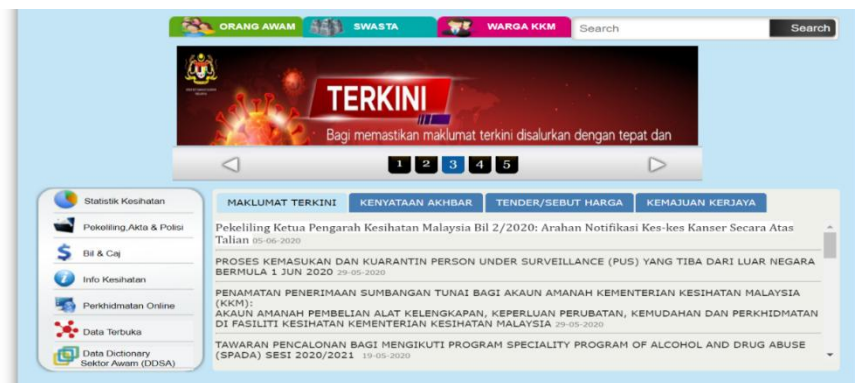 ORANG AWAM
SWASTA
WARGA KKM
Search
Search
TERKINI
Bagi memastikan maklumat terkini disalurkan dengan tepat dan
1 2 3 4 5
Statistik Kesihatan
Pekeliling,Akta & Polisi
Bil & Caj
Info Kesihatan
Perkhidmatan Online
Data Terbuka
Data Dictionary
Sektor Awam (DDSA)
MAKLUMAT TERKINI
KENYATAAN AKHBAR
TENDER/SEBUT HARGA
KEMAJUAN KERJAYA
Pekeliling Ketua Pengarah Kesihatan Malaysia Bil 2/2020: Arahan Notifikasi Kes-kes Kanser Secara Atas
Talian 05-06-2020
PROSES KEMASUKAN DAN KUARANTIN PERSON UNDER SURVEILLANCE (PUS) YANG TIBA DARI LUAR NEGARA
BERMULA 1 JUN 2020 29-05-2020
PENAMATAN PENERIMAAN SUMBANGAN TUNAI BAGI AKAUN AMANAH KEMENTERIAN KESIHATAN MALAYSIA
(KKM):
AKAUN AMANAH PEMBELIAN ALAT KELENGKAPAN, KEPERLUAN PERUBATAN, KEMUDAHAN DAN PERKHIDMATAN
DI FASILITI KESIHATAN KEMENTERIAN KESIHATAN MALAYSIA 29-05-2020
TAWARAN PENCALONAN BAGI MENGIKUTI PROGRAM SPECIALITY PROGRAM OF ALCOHOL AND DRUG ABUSE
(SPADA) SESI 2020/2021 19-05-2020